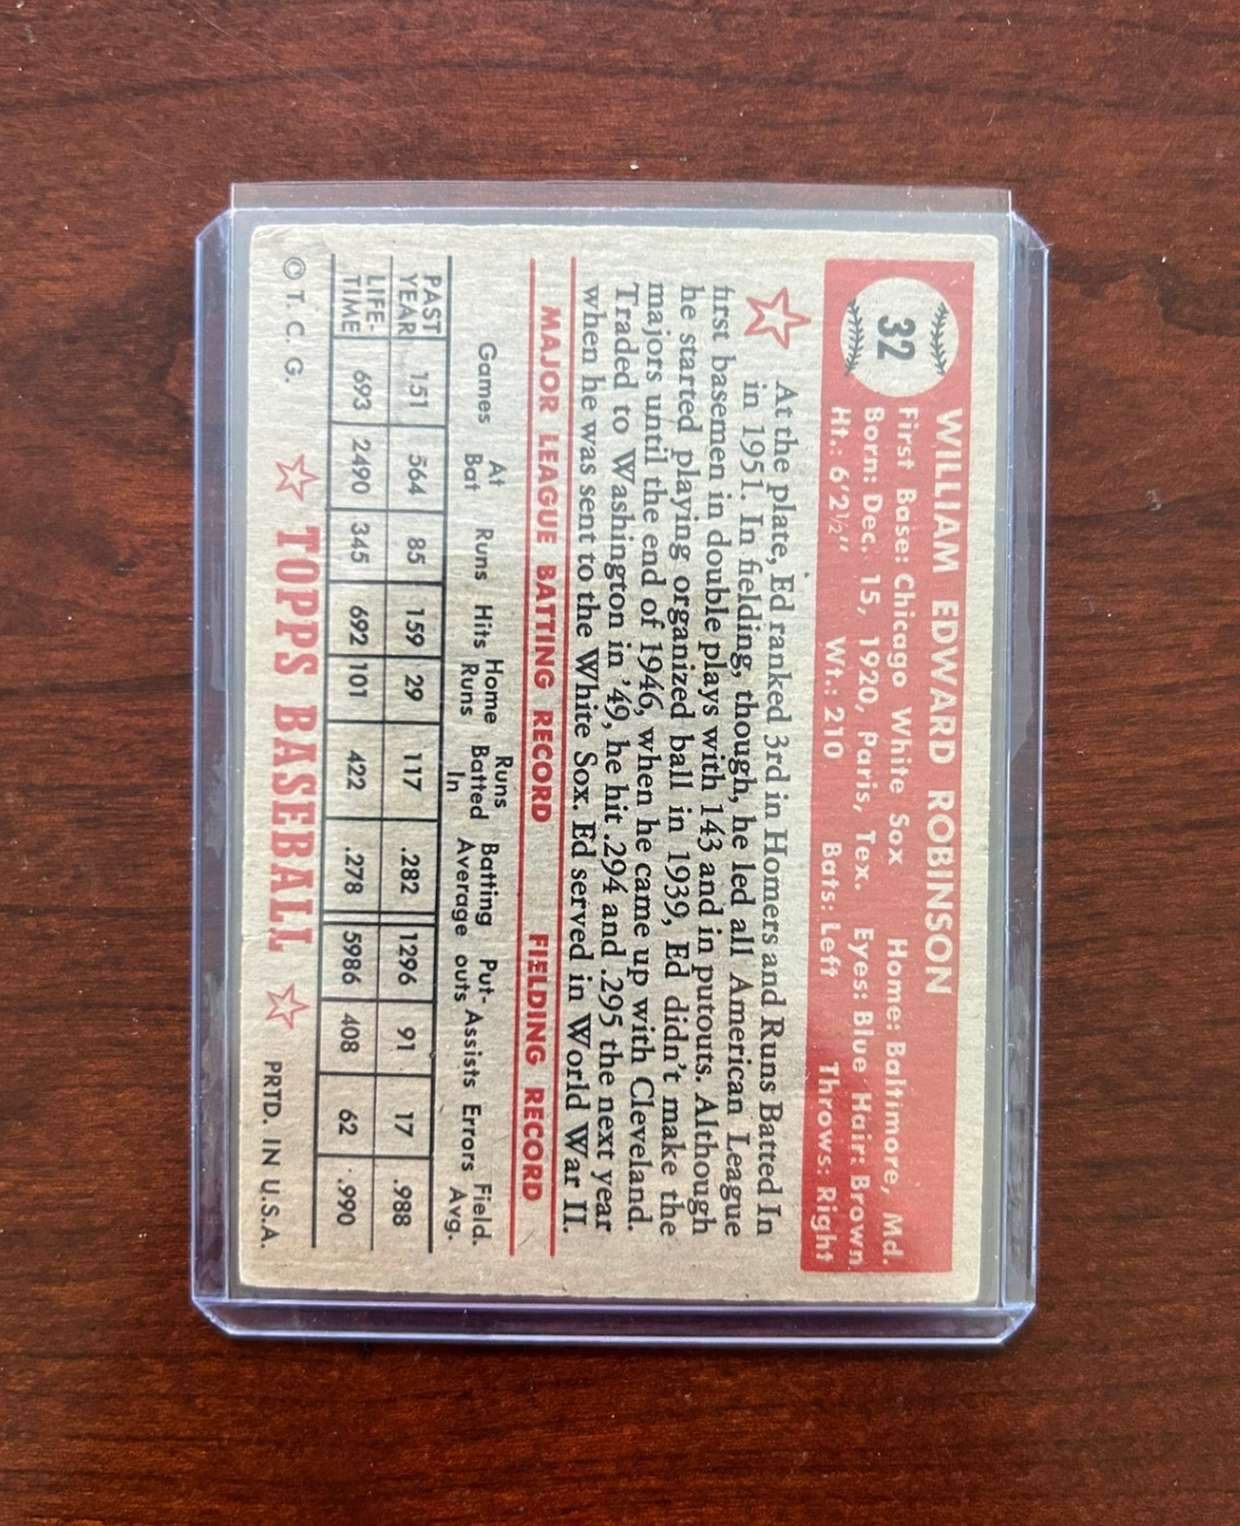 32
WILLIAM EDWARD ROBINSON
First Base: Chicago White Sox Home: Baltimore, Md.
Born: Dec. 15, 1920, Paris, Tex. Eyes: Blue Hair: Brown
Ht.: 6'2½" Wt.: 210 Bats: Left Throws: Right
At the plate, Ed ranked 3rd in Homers and Runs Batted In
in 1951. In fielding, though, he led all American League
first basemen in double plays with 143 and in putouts. Although
he started playing organized ball in 1939, Ed didn't make the
majors until the end of 1946, when he came up with Cleveland.
Traded to Washington in '49, he hit .294 and .295 the next year
when he was sent to the White Sox. Ed served in World War II.
MAJOR LEAGUE BATTING RECORD FIELDING RECORD
Games At Bat Runs Hits Home Runs Runs Batted In Batting Average Put-outs Assists Errors Field. Avg.
PAST YEAR 151 564 85 159 29 117 .282 1296 91 17 .988
LIFE-TIME 693 2490 345 692 101 422 .278 5986 408 62 .990
© T. C. G. TOPPS BASEBALL PRTD. IN U.S.A.